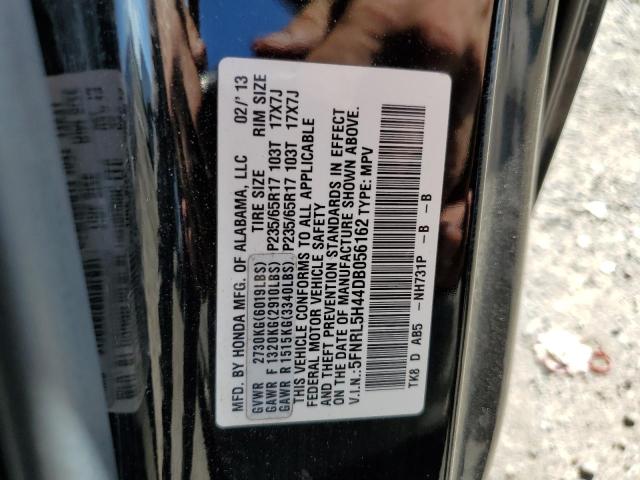 MFD. BY HONDA MFG. OF ALABAMA, LLC 02/'13
TIRE SIZE RIM SIZE
GVWR 2730KG(6019LBS)
GAWR F 1320KG(2910LBS) P235/65R17 103T 17X7J
GAWR R 1515KG(3340LBS) P235/65R17 103T 17X7J
THIS VEHICLE CONFORMS TO ALL APPLICABLE
FEDERAL MOTOR VEHICLE SAFETY
AND THEFT PREVENTION STANDARDS IN EFFECT
ON THE DATE OF MANUFACTURE SHOWN ABOVE.
V.I.N.:5FNRL5H44DB056162 TYPE: MPV
TK8 D AB5 -NH731P -B -B